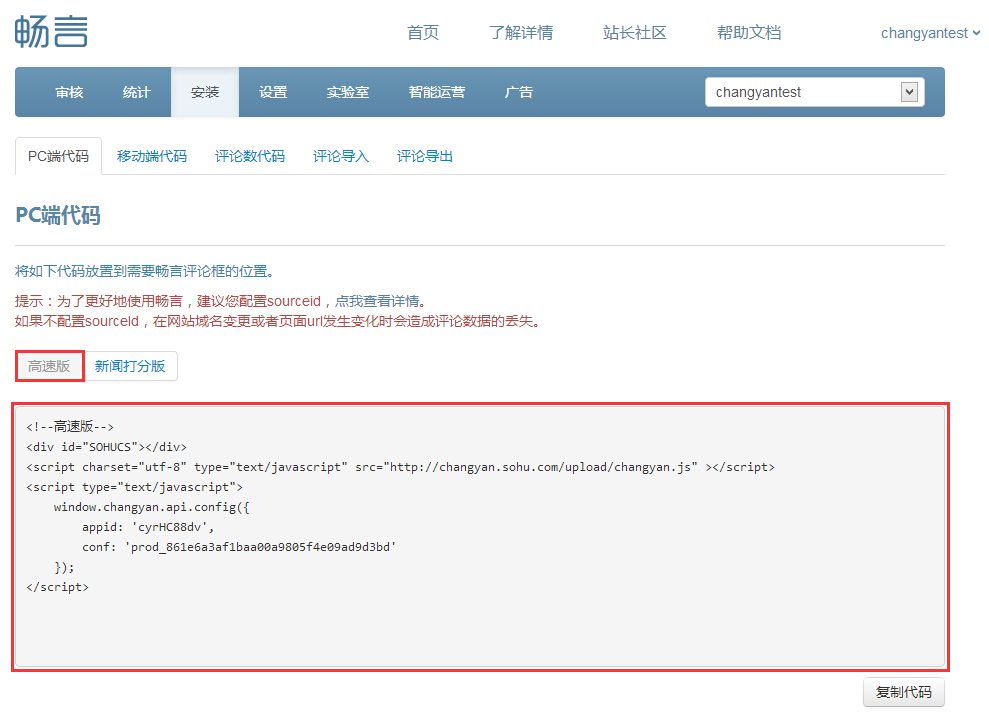 畅言
首页 了解详情 站长社区 帮助文档 changyantest
审核 统计 安装 设置 实验室 智能运营 广告 changyantest
PC端代码 移动端代码 评论数代码 评论导入 评论导出
PC端代码
将如下代码放置到需要畅言评论框的位置。
提示：为了更好地使用畅言，建议您配置sourceid，点我查看详情。
如果不配置sourceId，在网站域名变更或者页面url发生变化时会造成评论数据的丢失。
高速版 新闻打分版
<!--高速版-->
<div id="SOHUCS"></div>
<script charset="utf-8" type="text/javascript" src="http://changyan.sohu.com/upload/changyan.js" ></script>
<script type="text/javascript">
    window.changyan.api.config({
        appid: 'cyrHC88dv',
        conf: 'prod_861e6a3af1baa00a9805f4e09ad9d3bd'
    });
</script>
复制代码